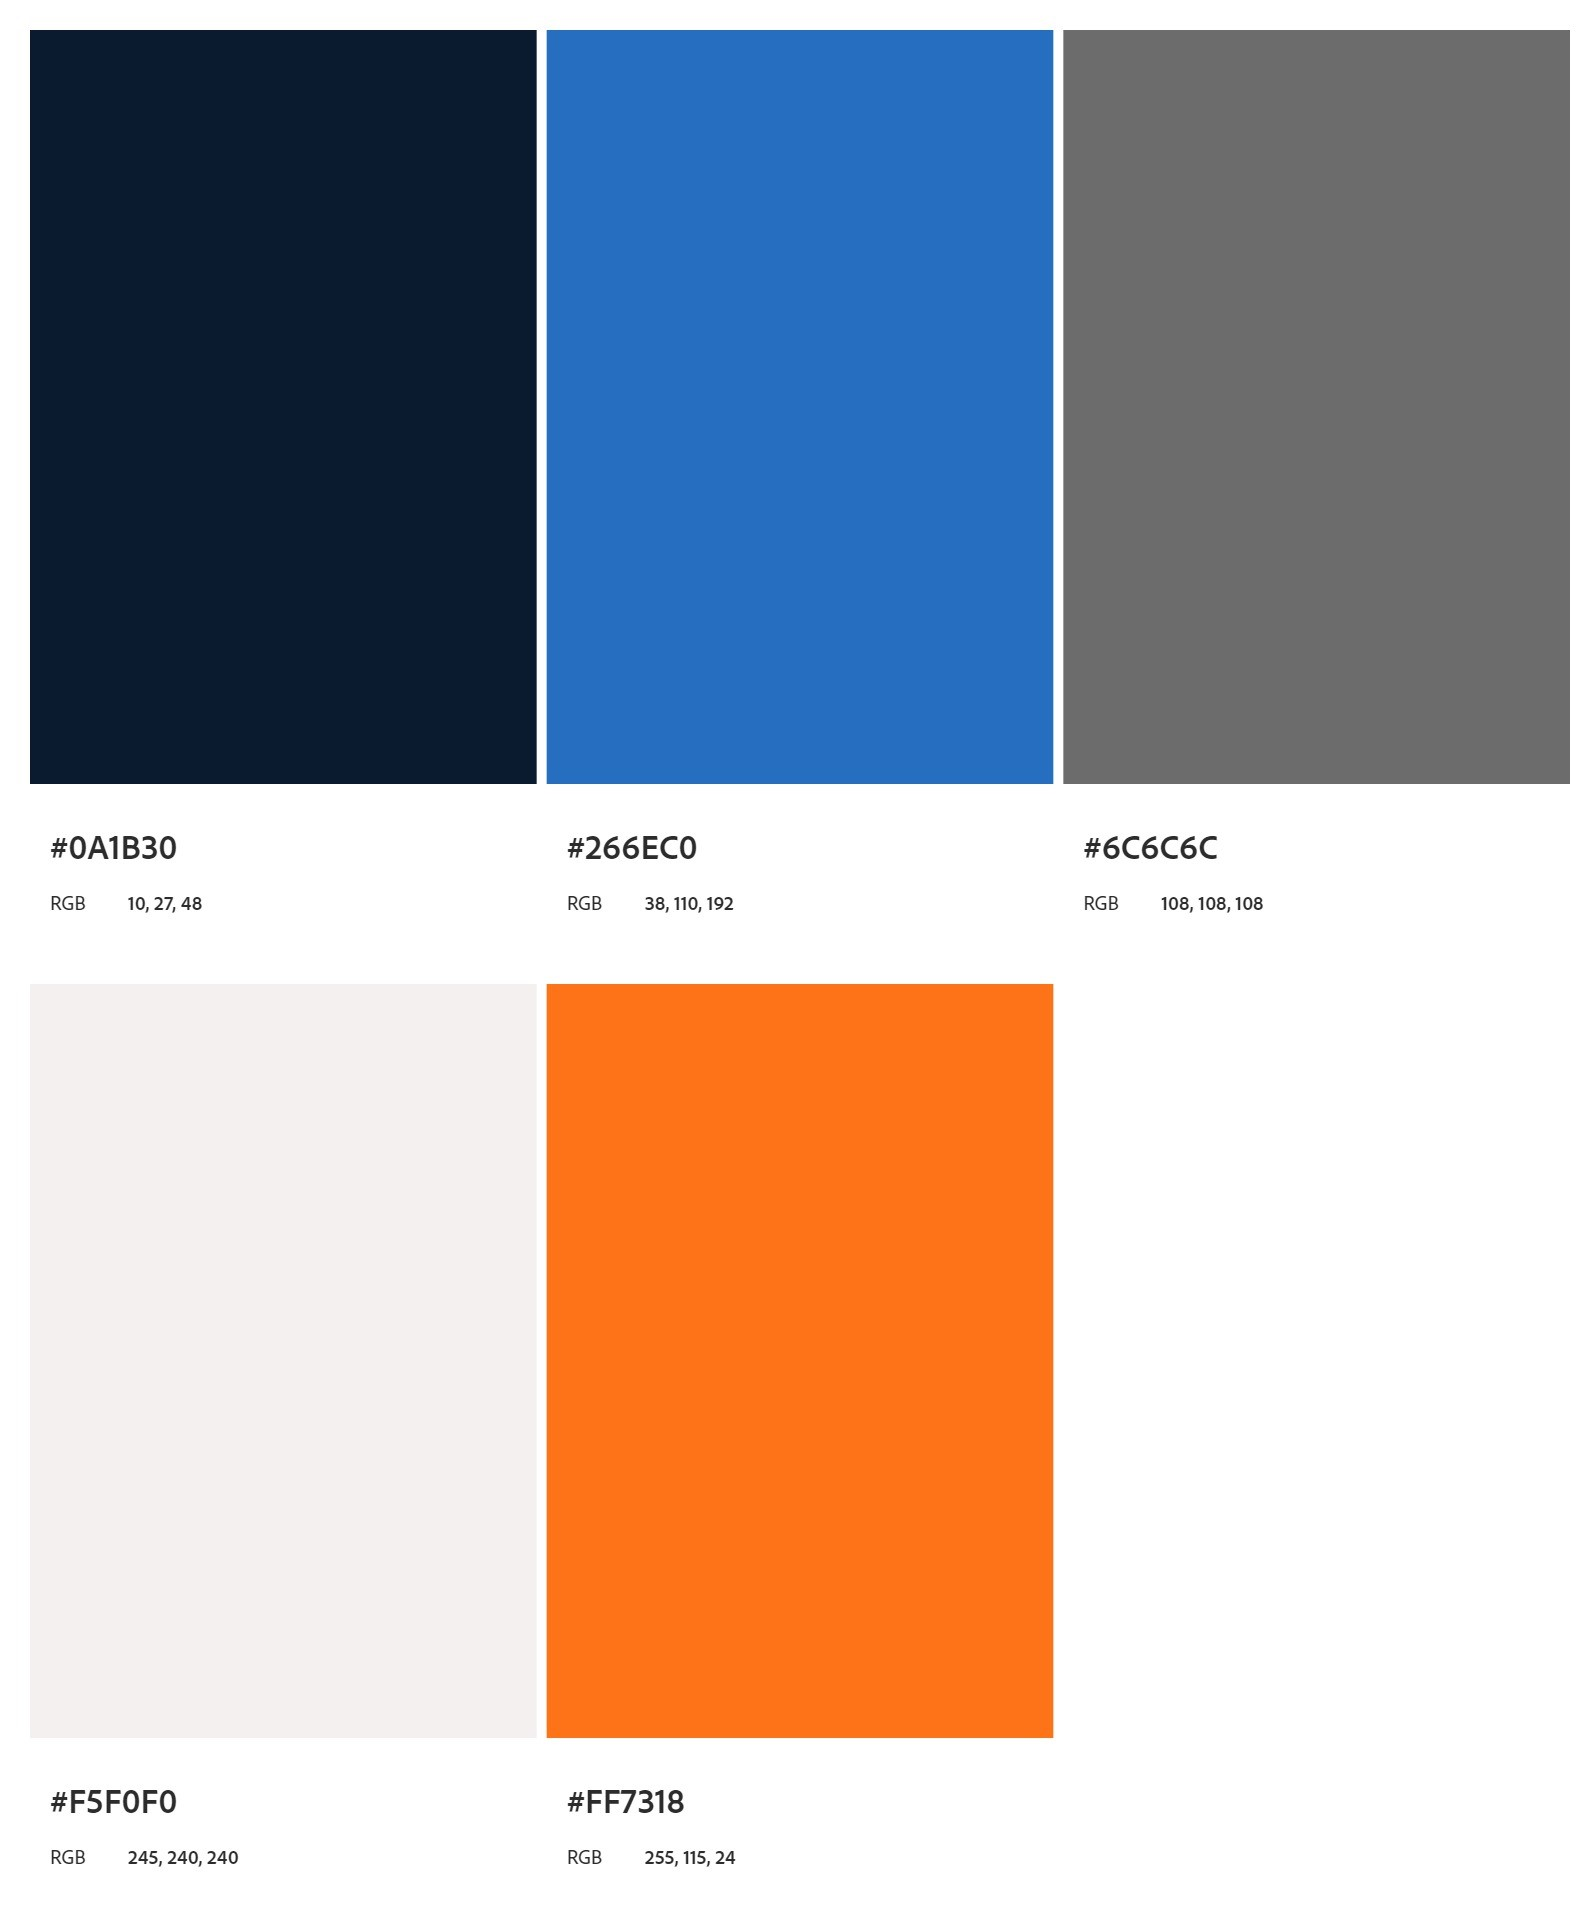 #0A1B30
RGB 10, 27, 48
#266EC0
RGB 38, 110, 192
#6C6C6C
RGB 108, 108, 108
#F5F0F0
RGB 245, 240, 240
#FF7318
RGB 255, 115, 24